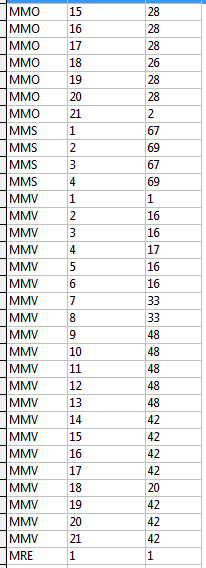 MMO 15 28
MMO 16 28
MMO 17 28
MMO 18 26
MMO 19 28
MMO 20 28
MMO 21 2
MMS 1 67
MMS 2 69
MMS 3 67
MMS 4 69
MMV 1 1
MMV 2 16
MMV 3 16
MMV 4 17
MMV 5 16
MMV 6 16
MMV 7 33
MMV 8 33
MMV 9 48
MMV 10 48
MMV 11 48
MMV 12 48
MMV 13 48
MMV 14 42
MMV 15 42
MMV 16 42
MMV 17 42
MMV 18 20
MMV 19 42
MMV 20 42
MMV 21 42
MRE 1 1